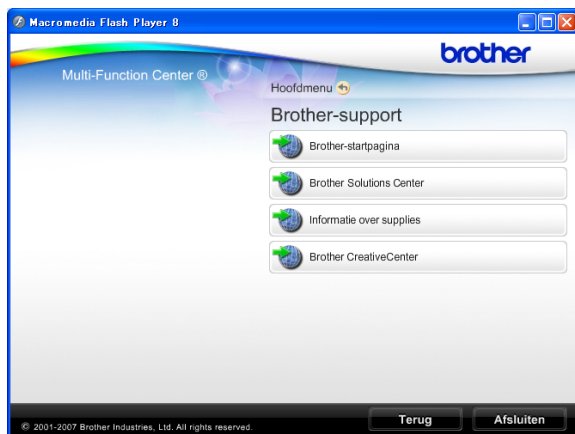 Macromedia Flash Player 8
brother
Multi-Function Center ®
Hoofdmenu
Brother-support
Brother-startpagina
Brother Solutions Center
Informatie over supplies
Brother CreativeCenter
© 2001-2007 Brother Industries, Ltd. All rights reserved.
Terug
Afsluiten